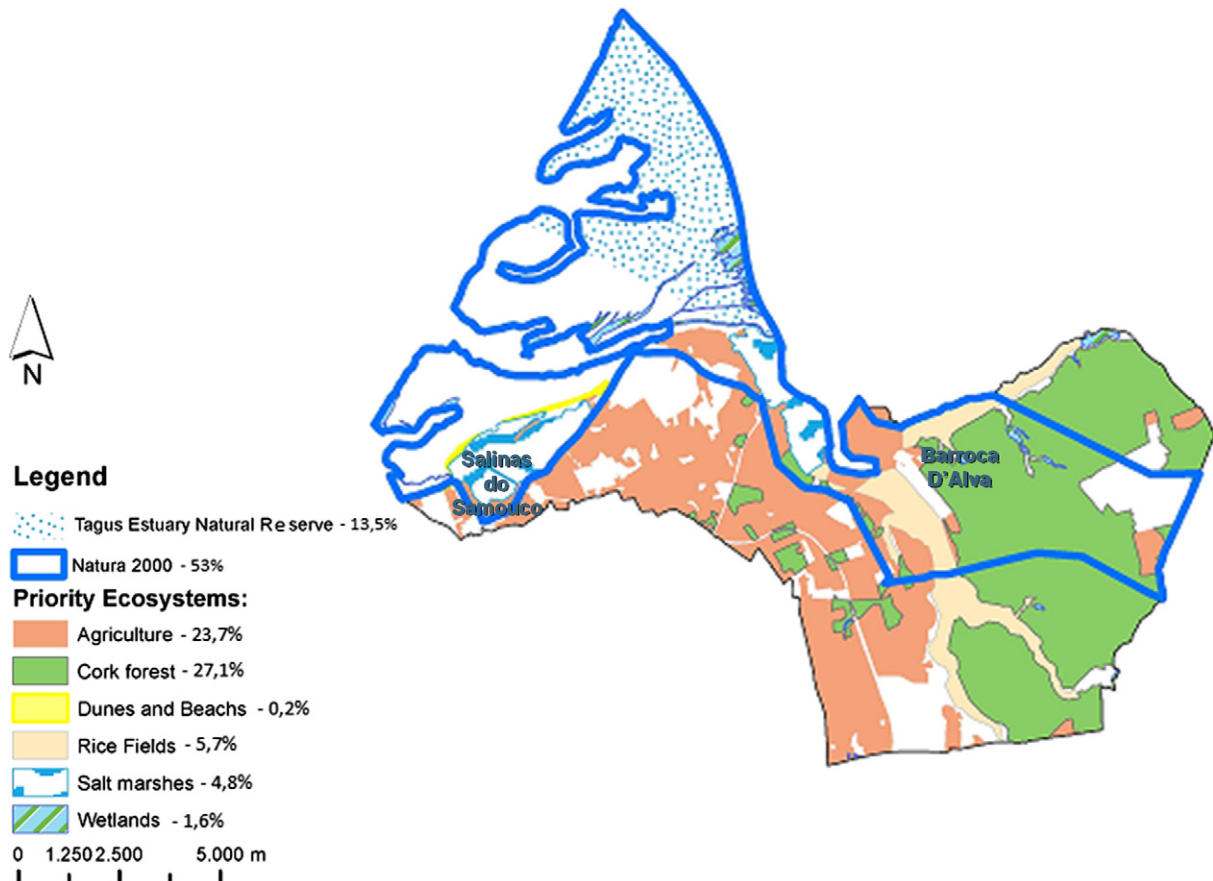 Salinas
do
Samouco
Barroca
D'Alva
N
Legend
Tagus Estuary Natural Reserve - 13,5%
Natura 2000 - 53%
Priority Ecosystems:
Agriculture - 23,7%
Cork forest - 27,1%
Dunes and Beachs - 0,2%
Rice Fields - 5,7%
Salt marshes - 4,8%
Wetlands - 1,6%
0 1.250 2.500 5.000 m